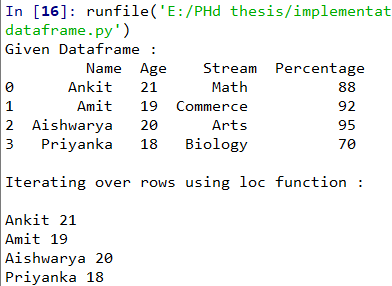 In [16]: runfile('E:/PHd thesis/implementat
dataframe.py')
Given Dataframe :
        Name  Age    Stream  Percentage
0      Ankit   21      Math          88
1       Amit   19  Commerce          92
2  Aishwarya   20      Arts          95
3   Priyanka   18   Biology          70
Iterating over rows using loc function :
Ankit 21
Amit 19
Aishwarya 20
Priyanka 18